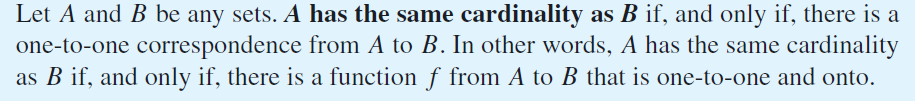 Let A and B be any sets. A has the same cardinality as B if, and only if, there is a
one-to-one correspondence from A to B. In other words, A has the same cardinality
as B if, and only if, there is a function f from A to B that is one-to-one and onto.